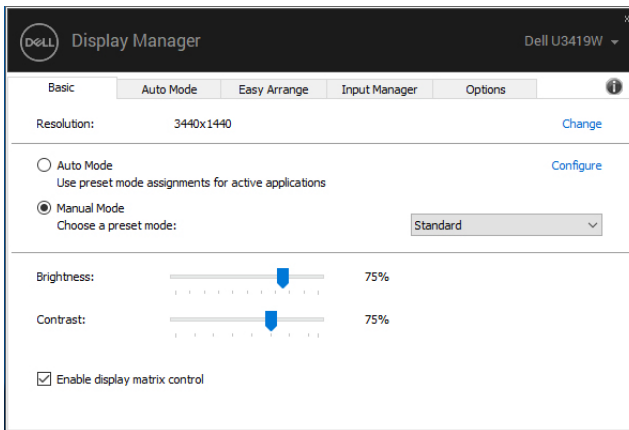 x
DELL
Display Manager
Dell U3419W
Basic
Auto Mode
Easy Arrange
Input Manager
Options
i
Resolution:
3440x1440
Change
Auto Mode
Configure
Use preset mode assignments for active applications
Manual Mode
Choose a preset mode:
Standard
Brightness:
75%
Contrast:
75%
Enable display matrix control